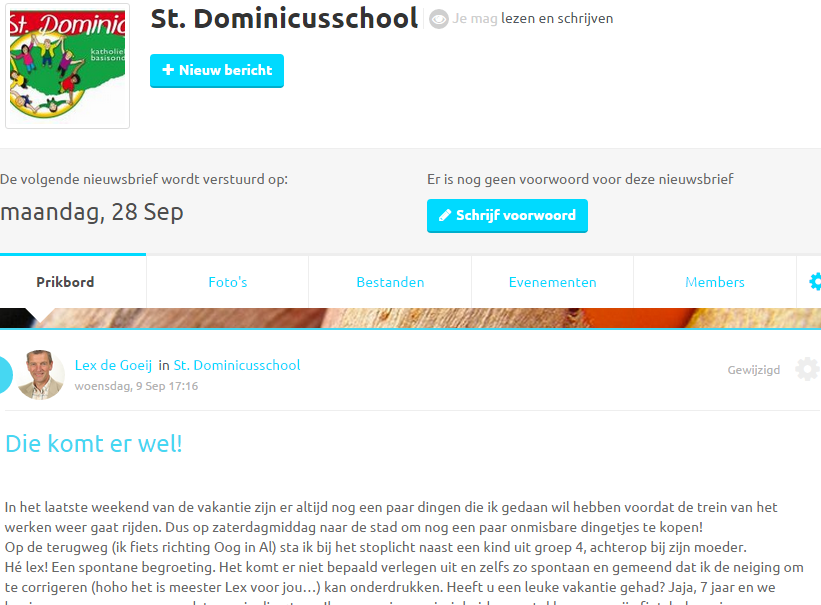 St. Dominic
katholie
basisond
St. Dominicusschool
Je mag lezen en schrijven
Nieuw bericht
De volgende nieuwsbrief wordt verstuurd op:
maandag, 28 Sep
Er is nog geen voorwoord voor deze nieuwsbrief
Schrijf voorwoord
Prikbord
Foto's
Bestanden
Evenementen
Members
Lex de Goeij in St. Dominicusschool
woensdag, 9 Sep 17:16
Gewijzigd
Die komt er wel!
In het laatste weekend van de vakantie zijn er altijd nog een paar dingen die ik gedaan wil hebben voordat de trein van het
werken weer gaat rijden. Dus op zaterdagmiddag naar de stad om nog een paar onmisbare dingetjes te kopen!
Op de terugweg (ik fiets richting Oog in Al) sta ik bij het stoplicht naast een kind uit groep 4, achterop bij zijn moeder.
Hé lex! Een spontane begroeting. Het komt er niet bepaald verlegen uit en zelfs zo spontaan en gemeend dat ik de neiging om
te corrigeren (hoho het is meester Lex voor jou…) kan onderdrukken. Heeft u een leuke vakantie gehad? Jaja, 7 jaar en we